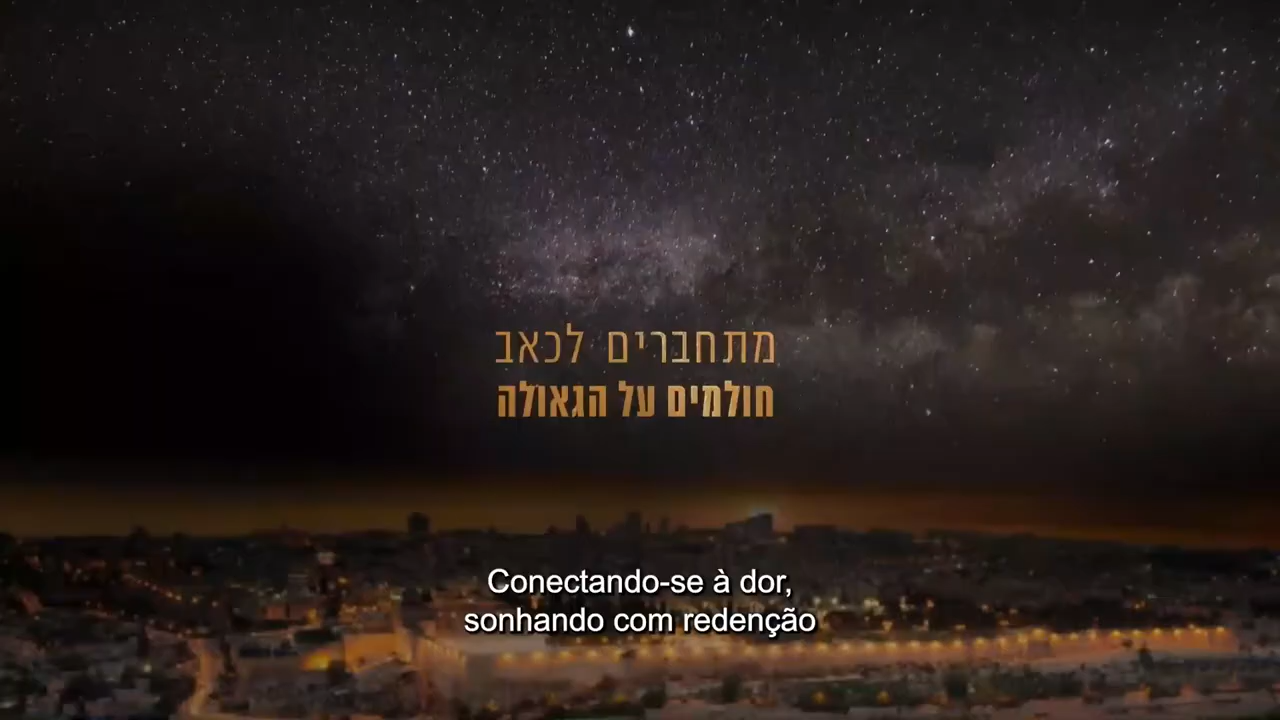 מתחברים לכאב
חולמים על הגאולה
Conectando-se à dor,
sonhando com redenção